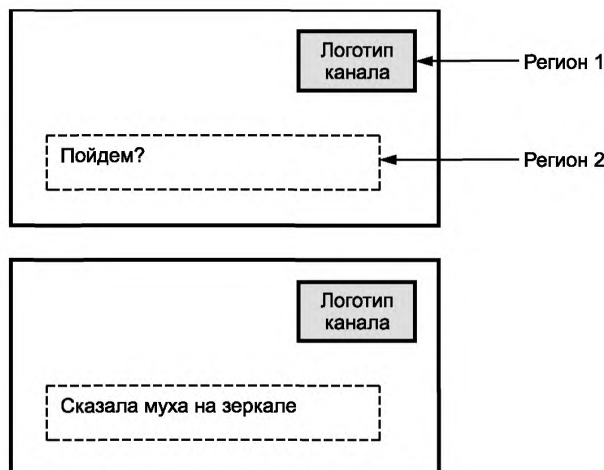 Логотип
канала
Регион 1
Пойдем?
Регион 2
Логотип
канала
Сказала муха на зеркале